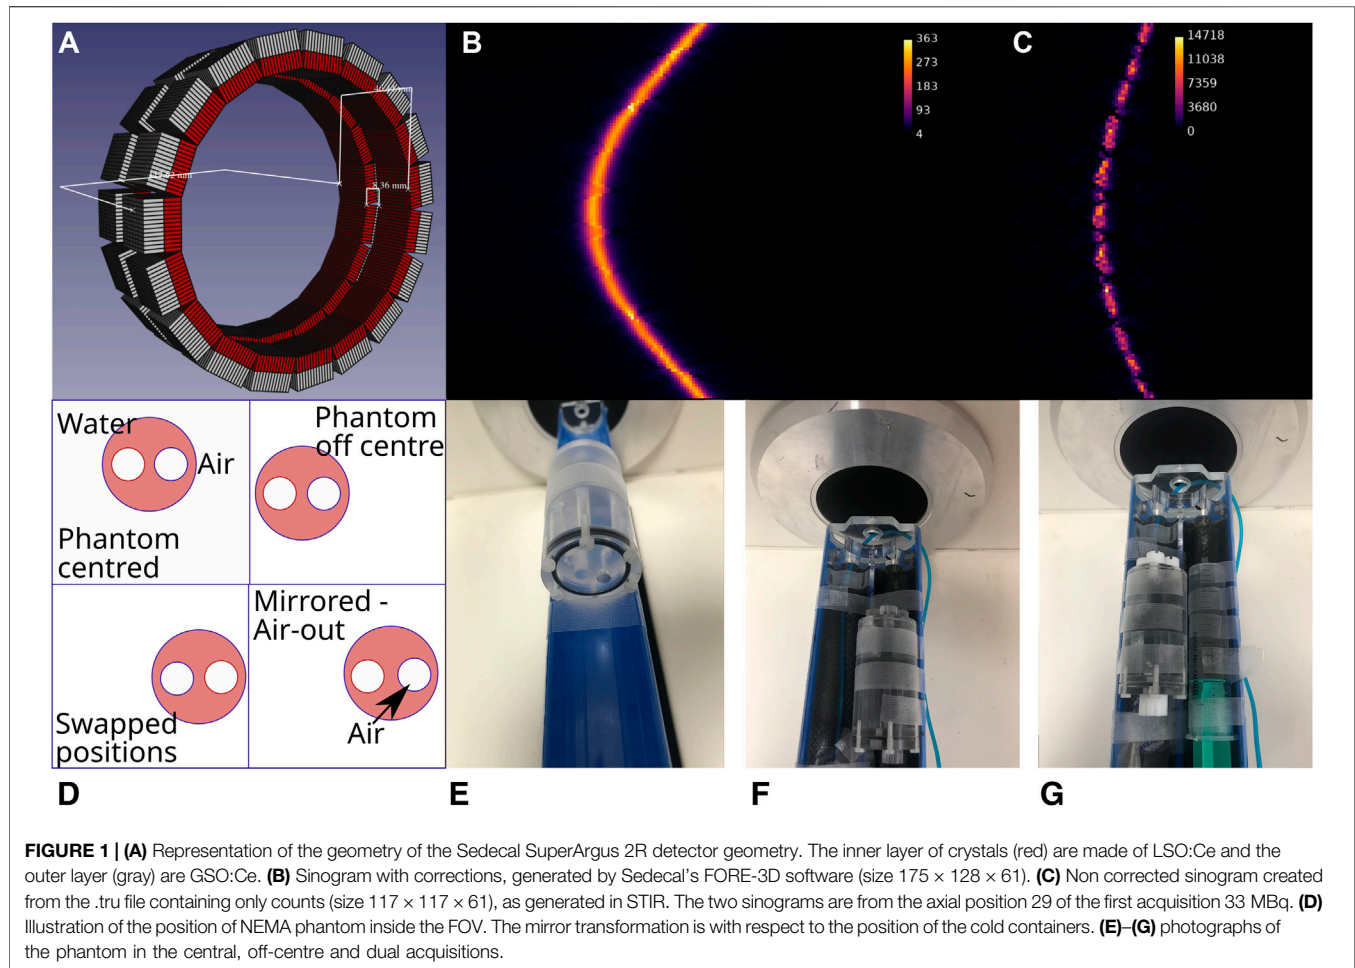 A
B
C
363
273
183
93
4
14718
11038
7359
3680
0
8.36 mm
Water
Air
Phantom
centred
Phantom
off centre
Swapped
positions
Mirrored -
Air-out
Air
D
E
F
G
FIGURE 1 | (A) Representation of the geometry of the Sedecal SuperArgus 2R detector geometry. The inner layer of crystals (red) are made of LSO:Ce and the
outer layer (gray) are GSO:Ce. (B) Sinogram with corrections, generated by Sedecal's FORE-3D software (size 175 × 128 × 61). (C) Non corrected sinogram created
from the .tru file containing only counts (size 117 × 117 × 61), as generated in STIR. The two sinograms are from the axial position 29 of the first acquisition 33 MBq. (D)
Illustration of the position of NEMA phantom inside the FOV. The mirror transformation is with respect to the position of the cold containers. (E)–(G) photographs of
the phantom in the central, off-centre and dual acquisitions.